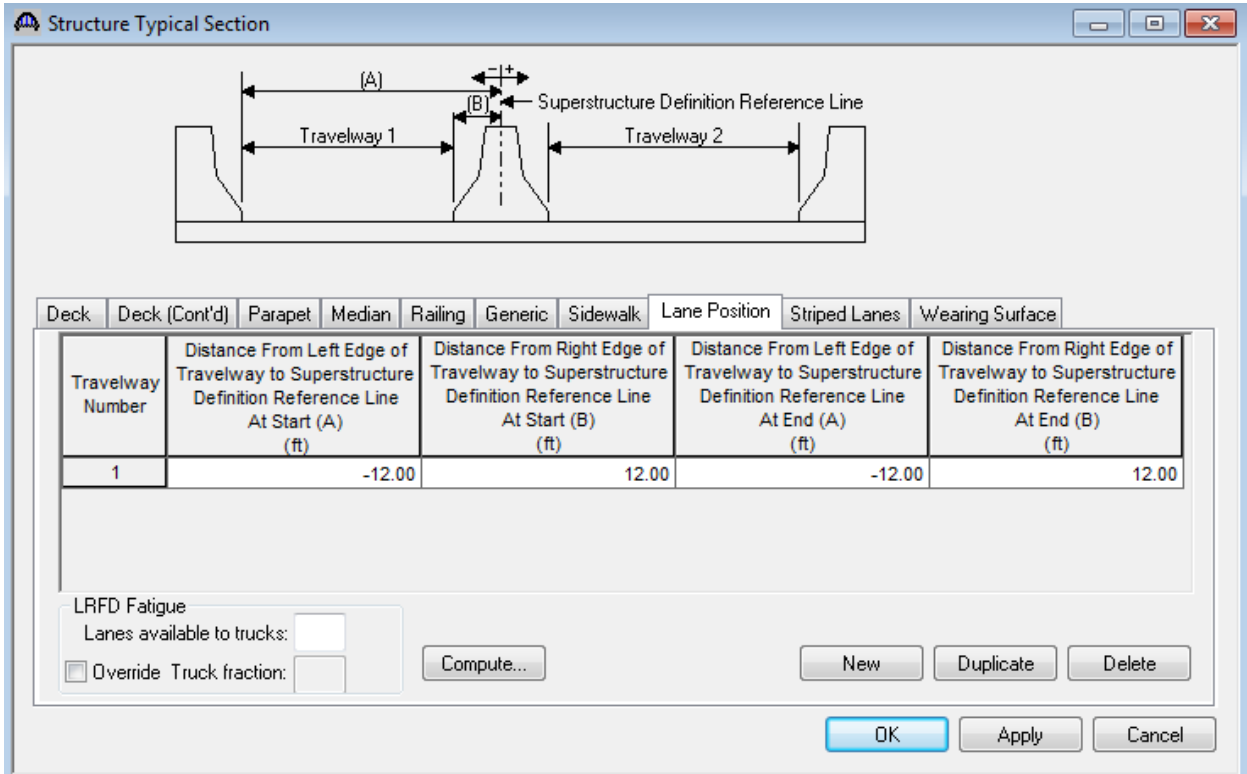 Structure Typical Section
(A)
- +
(B)
Superstructure Definition Reference Line
Travelway 1
Travelway 2
Deck
Deck (Cont'd)
Parapet
Median
Railing
Generic
Sidewalk
Lane Position
Striped Lanes
Wearing Surface
Travelway
Number
Distance From Left Edge of
Travelway to Superstructure
Definition Reference Line
At Start (A)
(ft)
Distance From Right Edge of
Travelway to Superstructure
Definition Reference Line
At Start (B)
(ft)
Distance From Left Edge of
Travelway to Superstructure
Definition Reference Line
At End (A)
(ft)
Distance From Right Edge of
Travelway to Superstructure
Definition Reference Line
At End (B)
(ft)
1
-12.00
12.00
-12.00
12.00
LRFD Fatigue
Lanes available to trucks:
Override Truck fraction:
Compute...
New
Duplicate
Delete
OK
Apply
Cancel